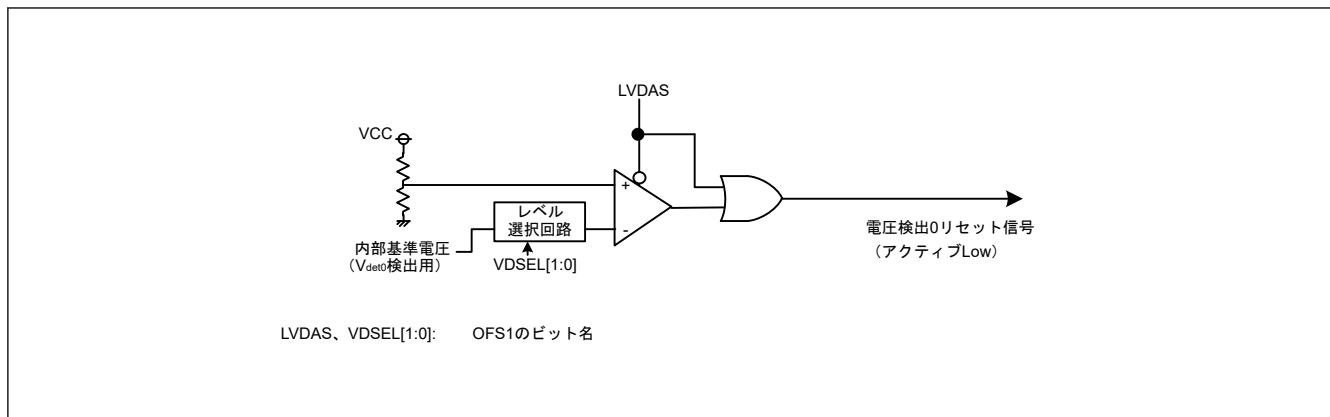 LVDAS
VCC
+
レベル
選択回路
-
内部基準電圧
（Vdet0検出用）
VDSEL[1:0]
電圧検出0リセット信号
（アクティブLow）
LVDAS、VDSEL[1:0]: OFS1のビット名